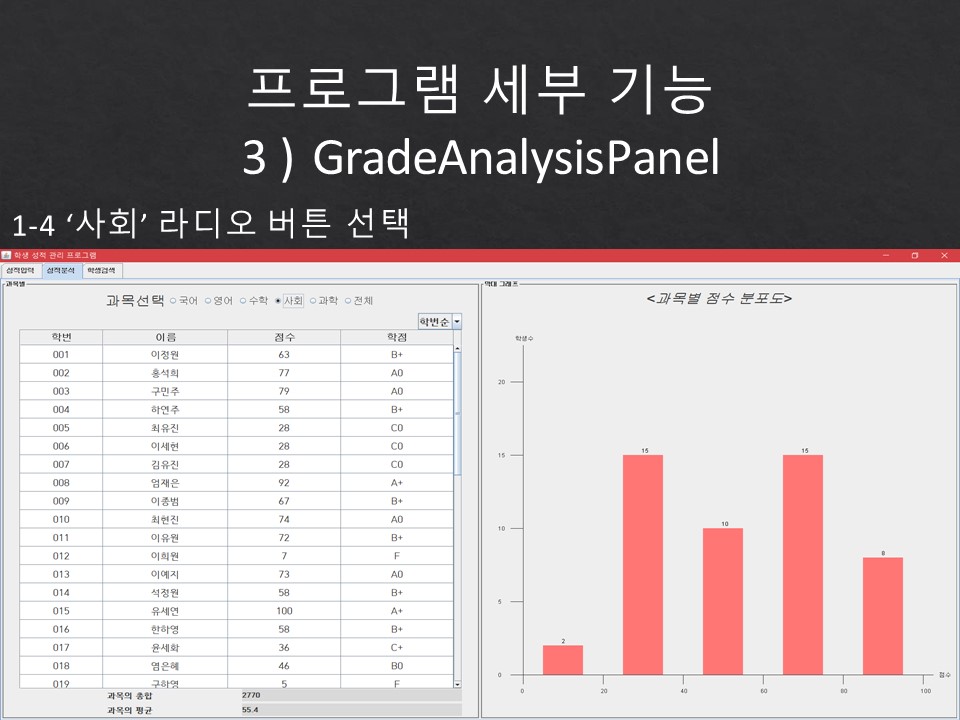 프로그램 세부 기능
3 ) GradeAnalysisPanel
1-4 ‘사회’ 라디오 버튼 선택
학생 성적 관리 프로그램
성적입력 성적분석 학생검색
과목별
과목선택 국어 영어 수학 사회 과학 전체
학번순
학번 이름 점수 학점
001 이정원 63 B+
002 홍석희 77 A0
003 구민주 79 A0
004 하연주 58 B+
005 최유진 28 C0
006 이세현 28 C0
007 김유진 28 C0
008 엄재은 92 A+
009 이종범 67 B+
010 최현진 74 A0
011 이유원 72 B+
012 이희원 7 F
013 이예지 73 A0
014 석정원 58 B+
015 유세연 100 A+
016 한하영 58 B+
017 윤세화 36 C+
018 염은혜 46 B0
019 구하영 5 F
과목의 총합 2770
과목의 평균 55.4
막대 그래프
<과목별 점수 분포도>
학생수
20
15
10
5
0
2 15 10 15 8
0 20 40 60 80 100
점수